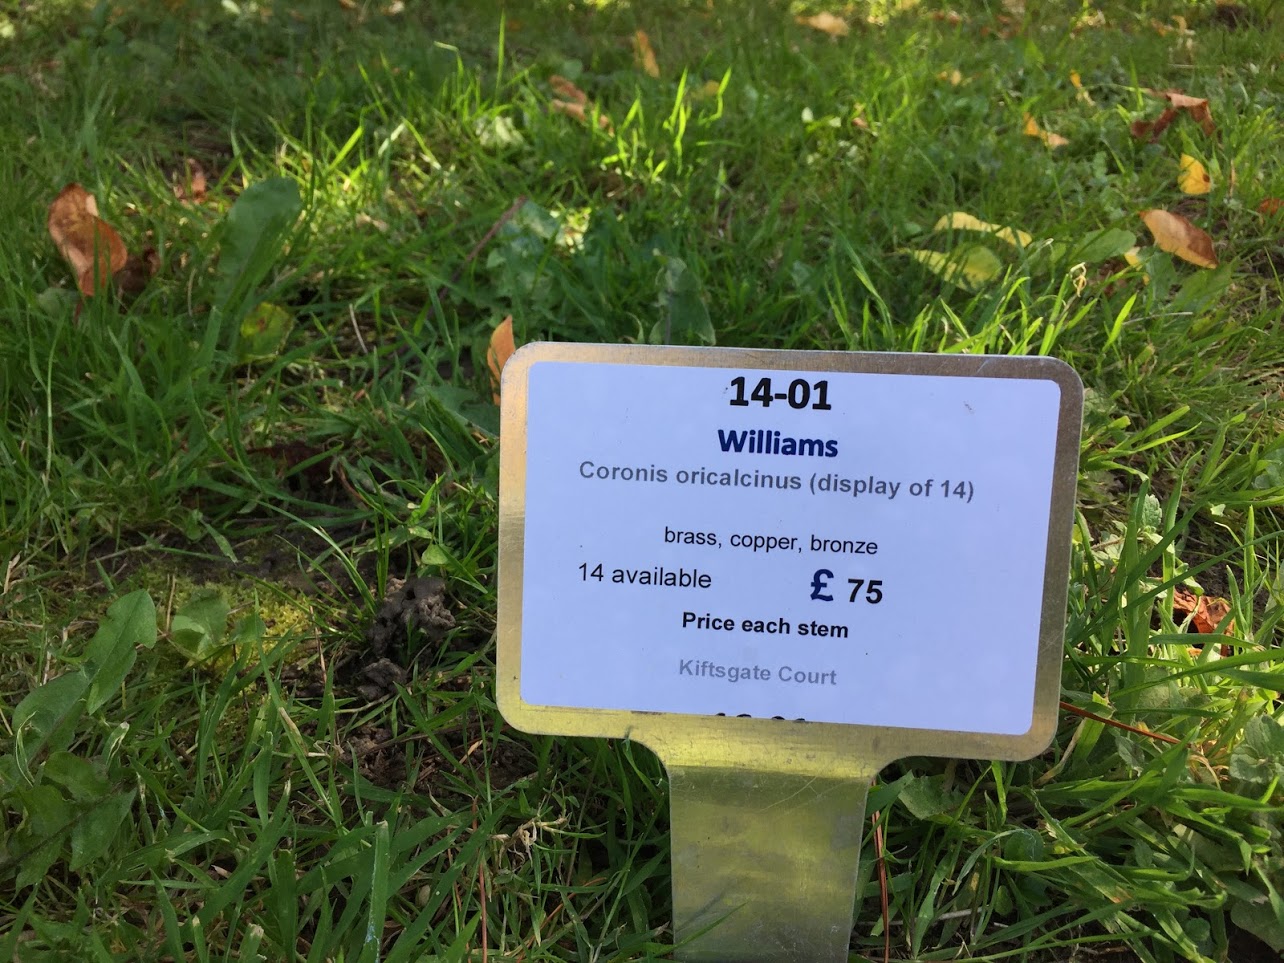 14-01
Williams
Coronis oricalcinus (display of 14)
brass, copper, bronze
14 available £ 75
Price each stem
Kiftsgate Court